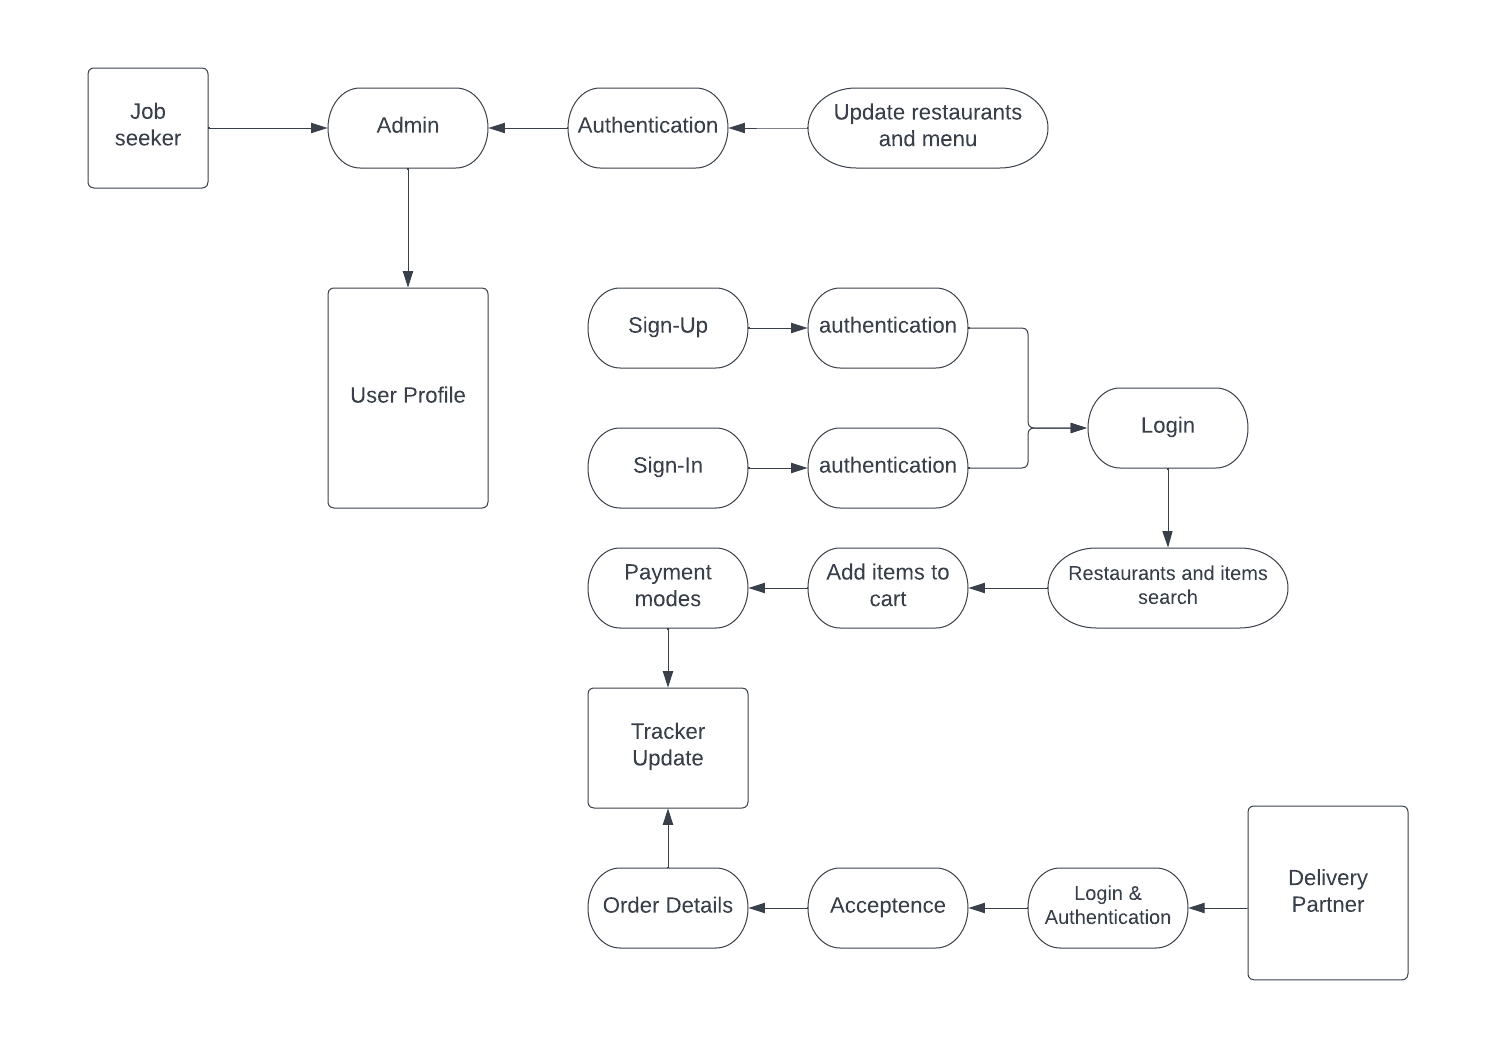 Job
seeker
Admin
Authentication
Update restaurants
and menu
User Profile
Sign-Up
authentication
Login
Sign-In
authentication
Payment
modes
Add items to
cart
Restaurants and items
search
Tracker
Update
Order Details
Acceptence
Login &
Authentication
Delivery
Partner